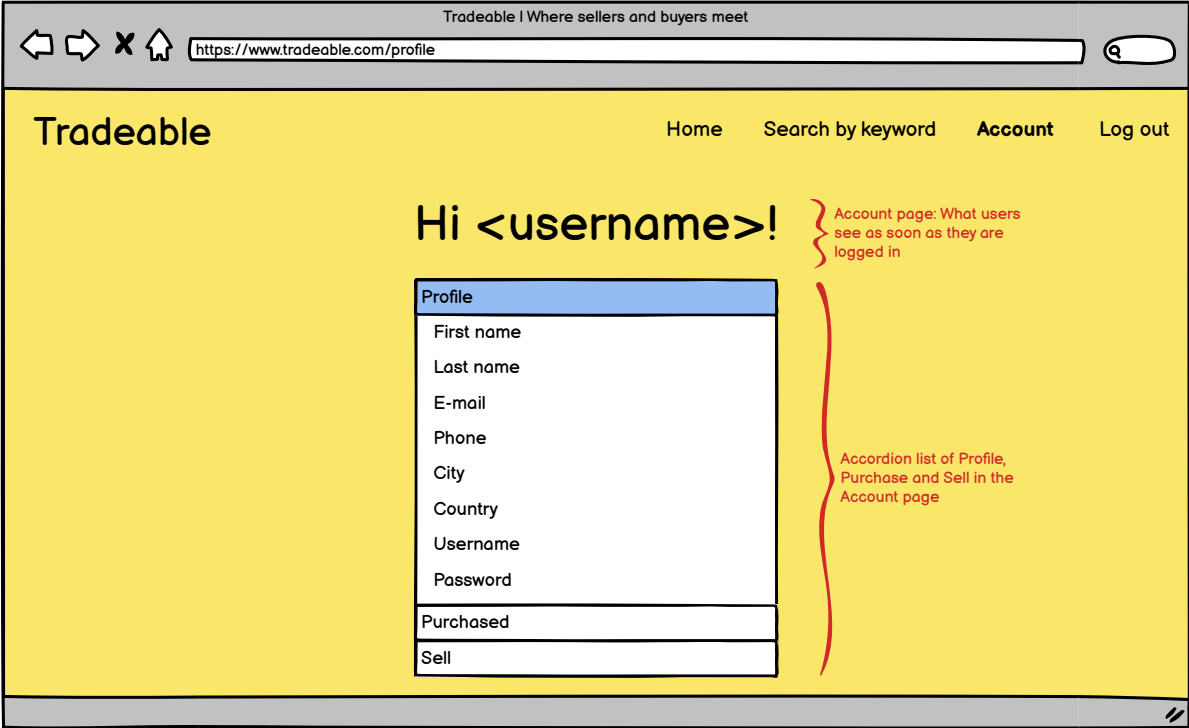 Tradeable | Where sellers and buyers meet
https://www.tradeable.com/profile
Tradeable
Home
Search by keyword
Account
Log out
Hi <username>!
Account page: What users
see as soon as they are
logged in
Profile
First name
Last name
E-mail
Phone
City
Country
Username
Password
Purchased
Sell
Accordion list of Profile,
Purchase and Sell in the
Account page